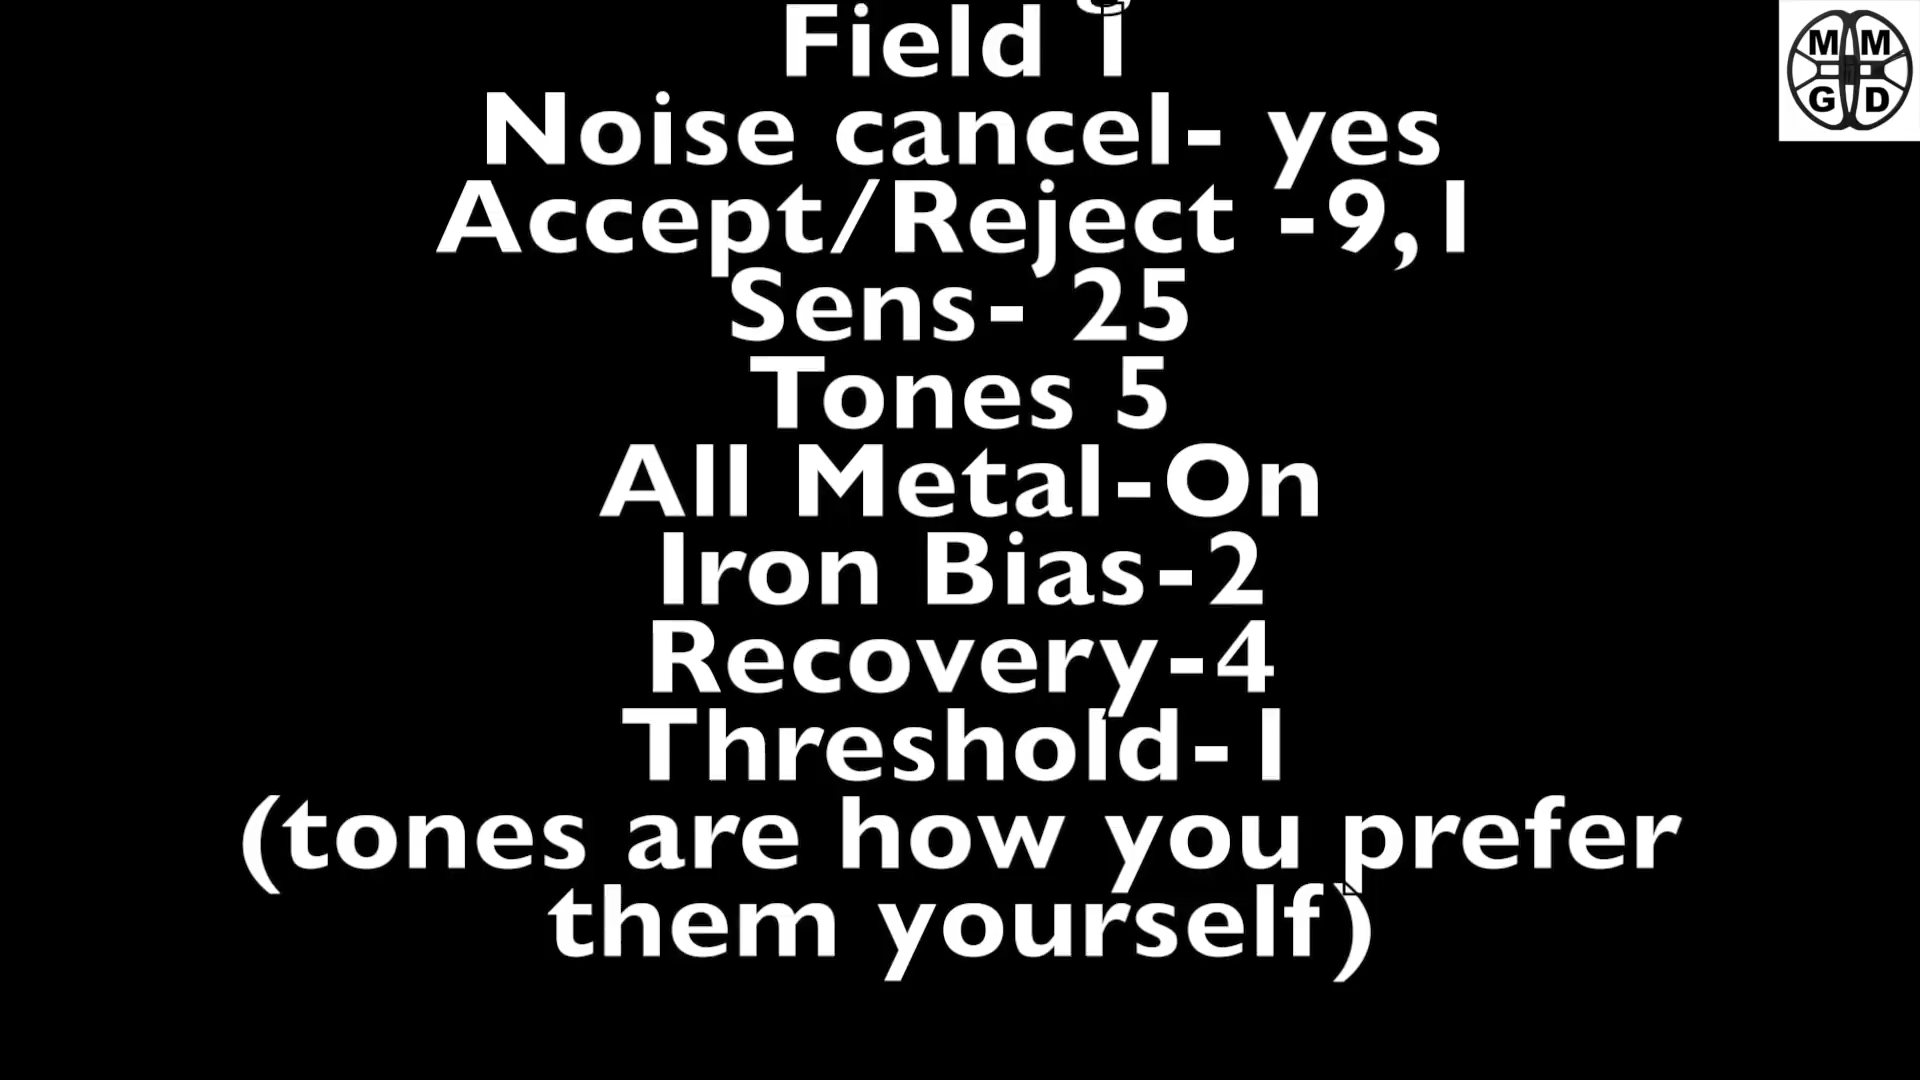 Field 1
Noise cancel- yes
Accept/Reject -9,1
Sens- 25
Tones 5
All Metal-On
Iron Bias-2
Recovery-4
Threshold-1
(tones are how you prefer
them yourself)
M M
G D